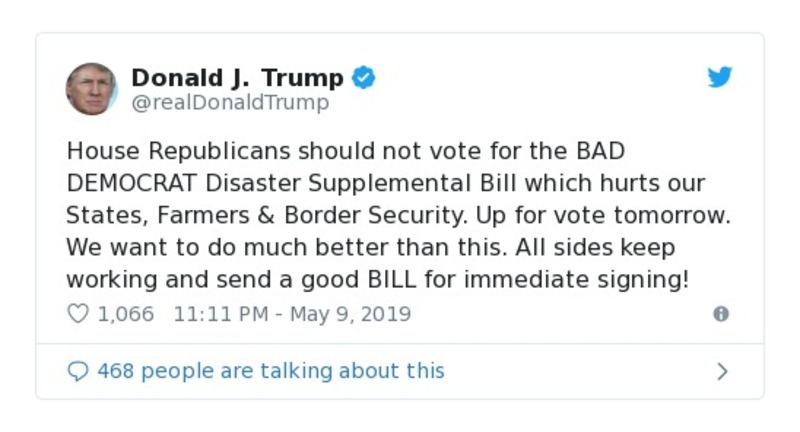 Donald J. Trump
@realDonaldTrump
House Republicans should not vote for the BAD
DEMOCRAT Disaster Supplemental Bill which hurts our
States, Farmers & Border Security. Up for vote tomorrow.
We want to do much better than this. All sides keep
working and send a good BILL for immediate signing!
1,066 11:11 PM - May 9, 2019
468 people are talking about this